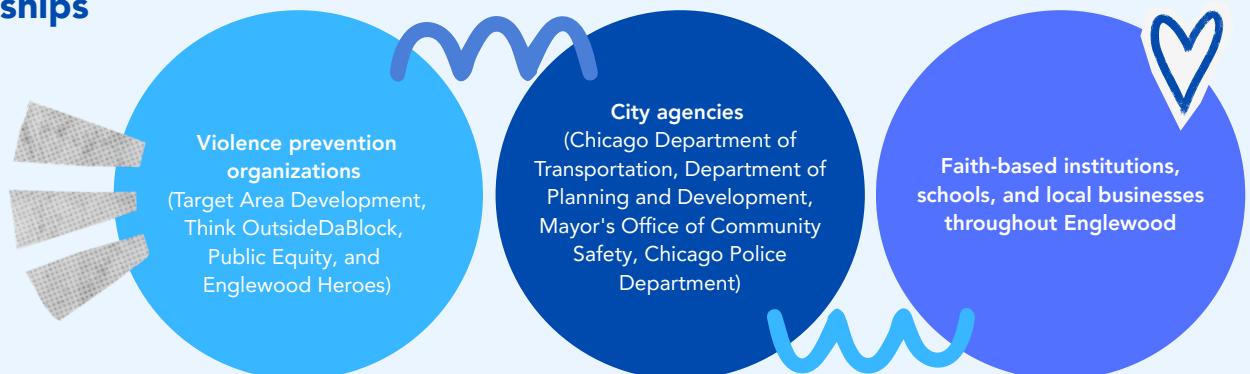 ships
Violence prevention
organizations
(Target Area Development,
Think OutsideDaBlock,
Public Equity, and
Englewood Heroes)
City agencies
(Chicago Department of
Transportation, Department of
Planning and Development,
Mayor's Office of Community
Safety, Chicago Police
Department)
Faith-based institutions,
schools, and local businesses
throughout Englewood